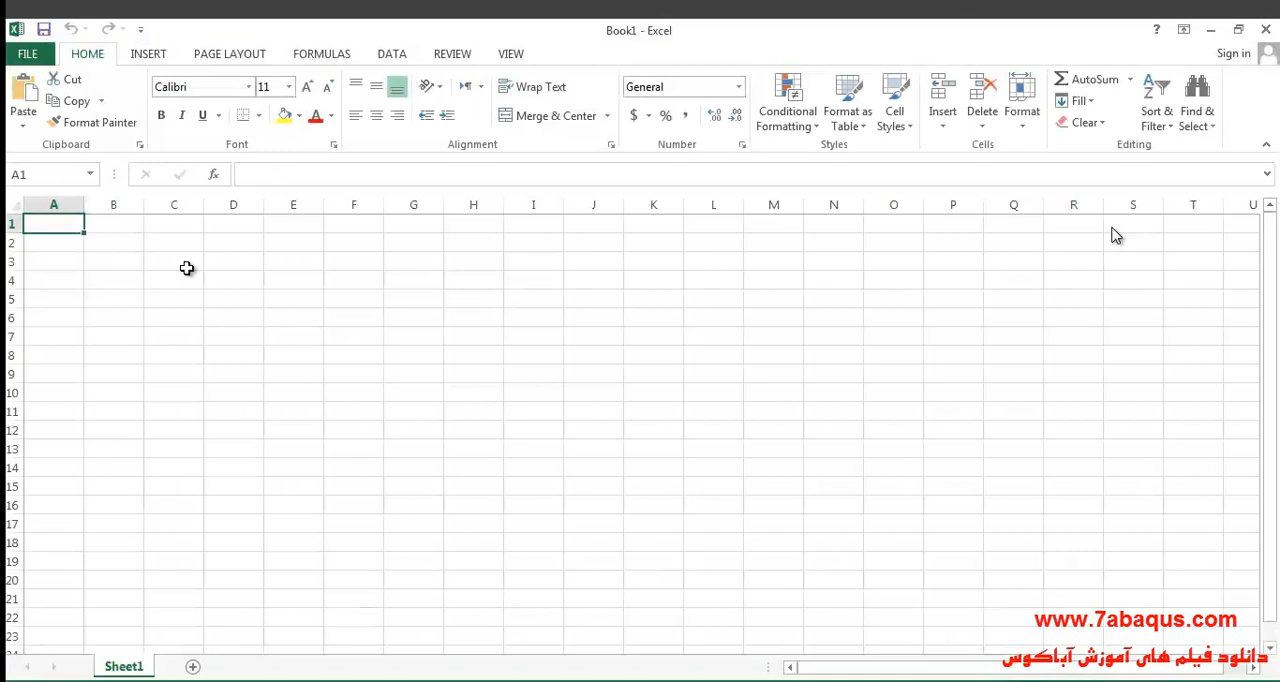 Book1 - Excel
?
FILE HOME INSERT PAGE LAYOUT FORMULAS DATA REVIEW VIEW Sign in
Paste
Cut
Copy
Format Painter
Clipboard
Calibri 11
B I U
Font
Wrap Text
Merge & Center
Alignment
General
$ % ,
Number
Conditional Formatting
Format as Table
Cell Styles
Styles
Insert Delete Format
Cells
AutoSum
Fill
Clear
Sort & Filter
Find & Select
Editing
A1 fx
A B C D E F G H I J K L M N O P Q R S T U
1
2
3
4
5
6
7
8
9
10
11
12
13
14
15
16
17
18
19
20
21
22
23
www.7abaqus.com
دانلود فیلم های آموزش آباکوس
Sheet1